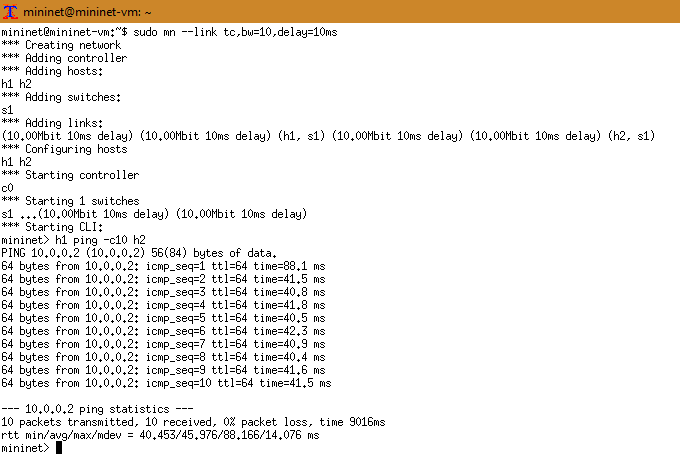 mininet@mininet-vm: ~
mininet@mininet-vm:~$ sudo mn --link tc,bw=10,delay=10ms
*** Creating network
*** Adding controller
*** Adding hosts:
h1 h2
*** Adding switches:
s1
*** Adding links:
(10.00Mbit 10ms delay) (10.00Mbit 10ms delay) (h1, s1) (10.00Mbit 10ms delay) (10.00Mbit 10ms delay) (h2, s1)
*** Configuring hosts
h1 h2
*** Starting controller
c0
*** Starting 1 switches
s1 ...(10.00Mbit 10ms delay) (10.00Mbit 10ms delay)
*** Starting CLI:
mininet> h1 ping -c10 h2
PING 10.0.0.2 (10.0.0.2) 56(84) bytes of data.
64 bytes from 10.0.0.2: icmp_seq=1 ttl=64 time=88.1 ms
64 bytes from 10.0.0.2: icmp_seq=2 ttl=64 time=41.5 ms
64 bytes from 10.0.0.2: icmp_seq=3 ttl=64 time=40.8 ms
64 bytes from 10.0.0.2: icmp_seq=4 ttl=64 time=41.8 ms
64 bytes from 10.0.0.2: icmp_seq=5 ttl=64 time=40.5 ms
64 bytes from 10.0.0.2: icmp_seq=6 ttl=64 time=42.3 ms
64 bytes from 10.0.0.2: icmp_seq=7 ttl=64 time=40.9 ms
64 bytes from 10.0.0.2: icmp_seq=8 ttl=64 time=40.4 ms
64 bytes from 10.0.0.2: icmp_seq=9 ttl=64 time=41.6 ms
64 bytes from 10.0.0.2: icmp_seq=10 ttl=64 time=41.5 ms
--- 10.0.0.2 ping statistics ---
10 packets transmitted, 10 received, 0% packet loss, time 9016ms
rtt min/avg/max/mdev = 40.453/45.976/88.166/14.076 ms
mininet>